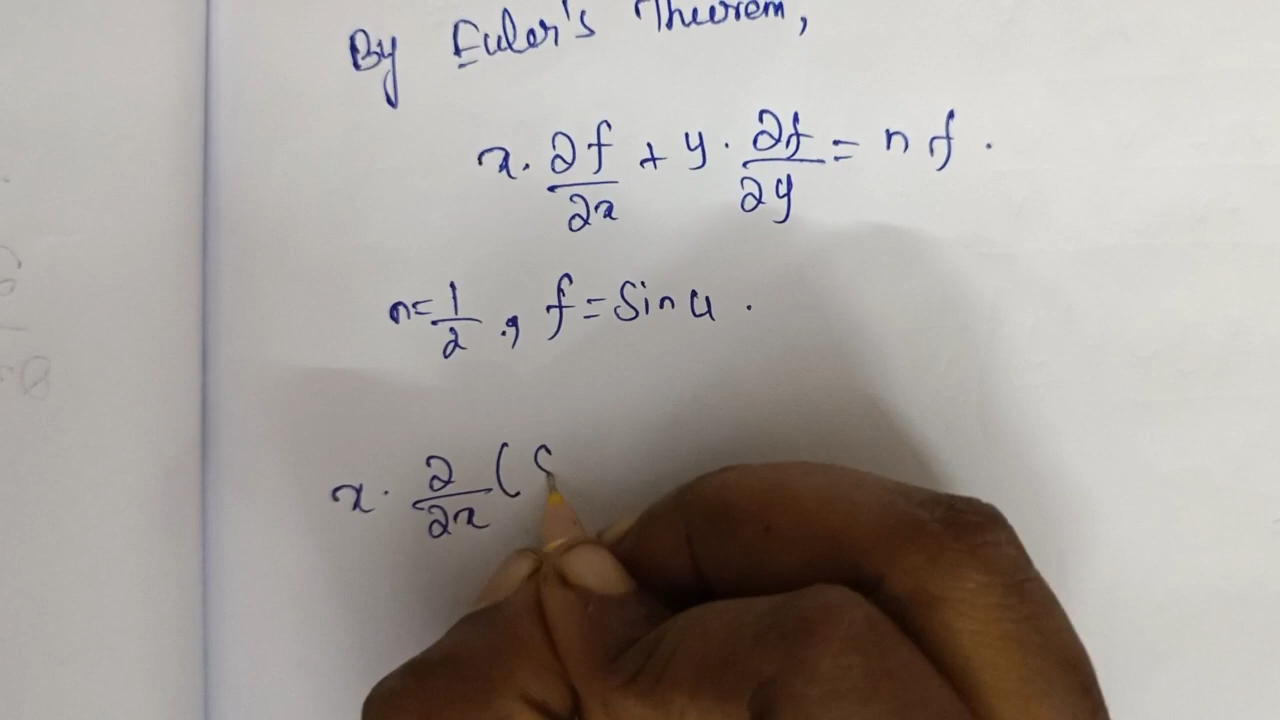 By Euler's Theorem,
x. ∂f/∂x + y. ∂f/∂y = n f.
n=1/2, f=Sin u.
x. ∂/∂x (S